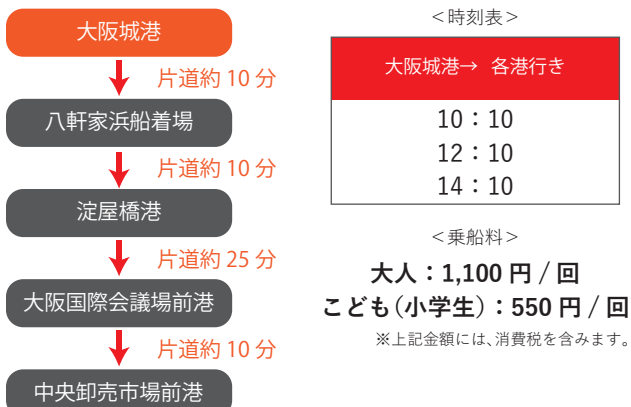 大阪城港
片道約 10 分
八軒家浜船着場
片道約 10 分
淀屋橋港
片道約 25 分
大阪国際会議場前港
片道約 10 分
中央卸売市場前港
＜時刻表＞
大阪城港→ 各港行き
10：10
12：10
14：10
＜乗船料＞
大人：1,100 円 / 回
こども（小学生）：550 円 / 回
※上記金額には、消費税を含みます。